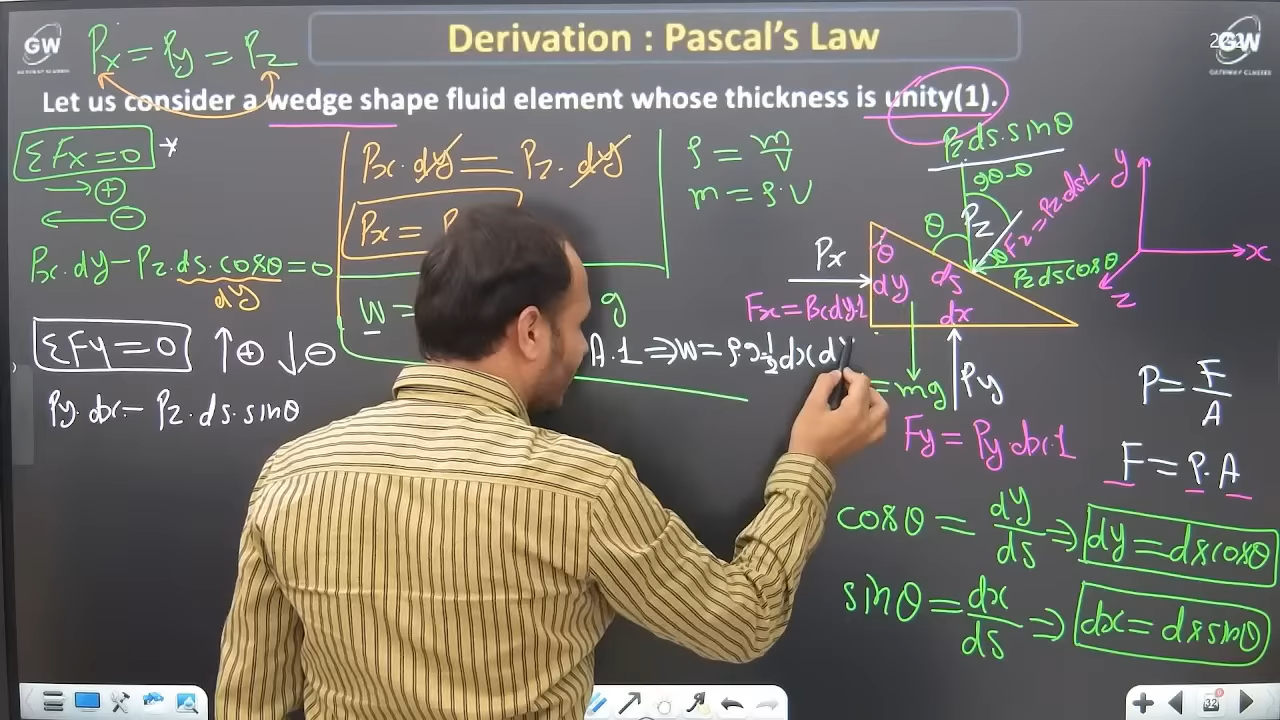 GW
Derivation : Pascal's Law
GW
Px = Py = Pz
Let us consider a wedge shape fluid element whose thickness is unity(1).
ΣFx = 0 *
→ ⊕
← ⊖
Px.dy − Pz.ds.cosθ = 0
dy
ΣFy = 0 ↑⊕ ↓⊖
Py.dx − Pz.ds.sinθ
Px.dy = Pz.dy
Px =
W =
g
A.1 ⇒ W = ρ.g.½dx dy
ρ = m/V
m = ρ.V
Pz ds.sinθ
90-θ
θ
Pz
Fz = Pz ds.1
θ
Pz ds cosθ
y
x
z
Px
Fx = Px dy.1
θ
dy
ds
dx
= mg
Py
Fy = Py.dx.1
P = F/A
F = P.A
cosθ = dy/ds ⇒ dy = ds cosθ
sinθ = dx/ds ⇒ dx = ds sinθ
32